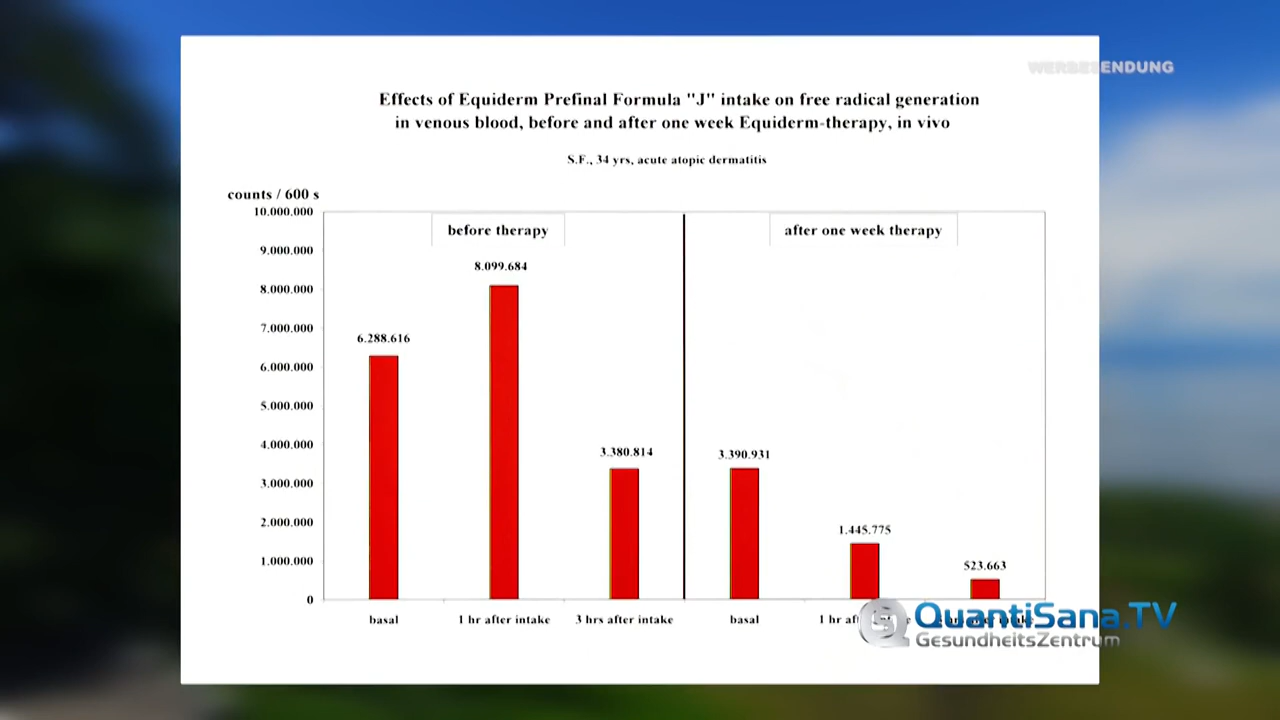 WERBESENDUNG
Effects of Equiderm Prefinal Formula "J" intake on free radical generation
in venous blood, before and after one week Equiderm-therapy, in vivo
S.F., 34 yrs, acute atopic dermatitis
counts / 600 s
10.000.000
9.000.000
8.000.000
7.000.000
6.000.000
5.000.000
4.000.000
3.000.000
2.000.000
1.000.000
0
before therapy
after one week therapy
6.288.616
8.099.684
3.380.814
3.390.931
1.445.775
523.663
basal
1 hr after intake
3 hrs after intake
basal
1 hr
QuantiSana.TV
GesundheitsZentrum